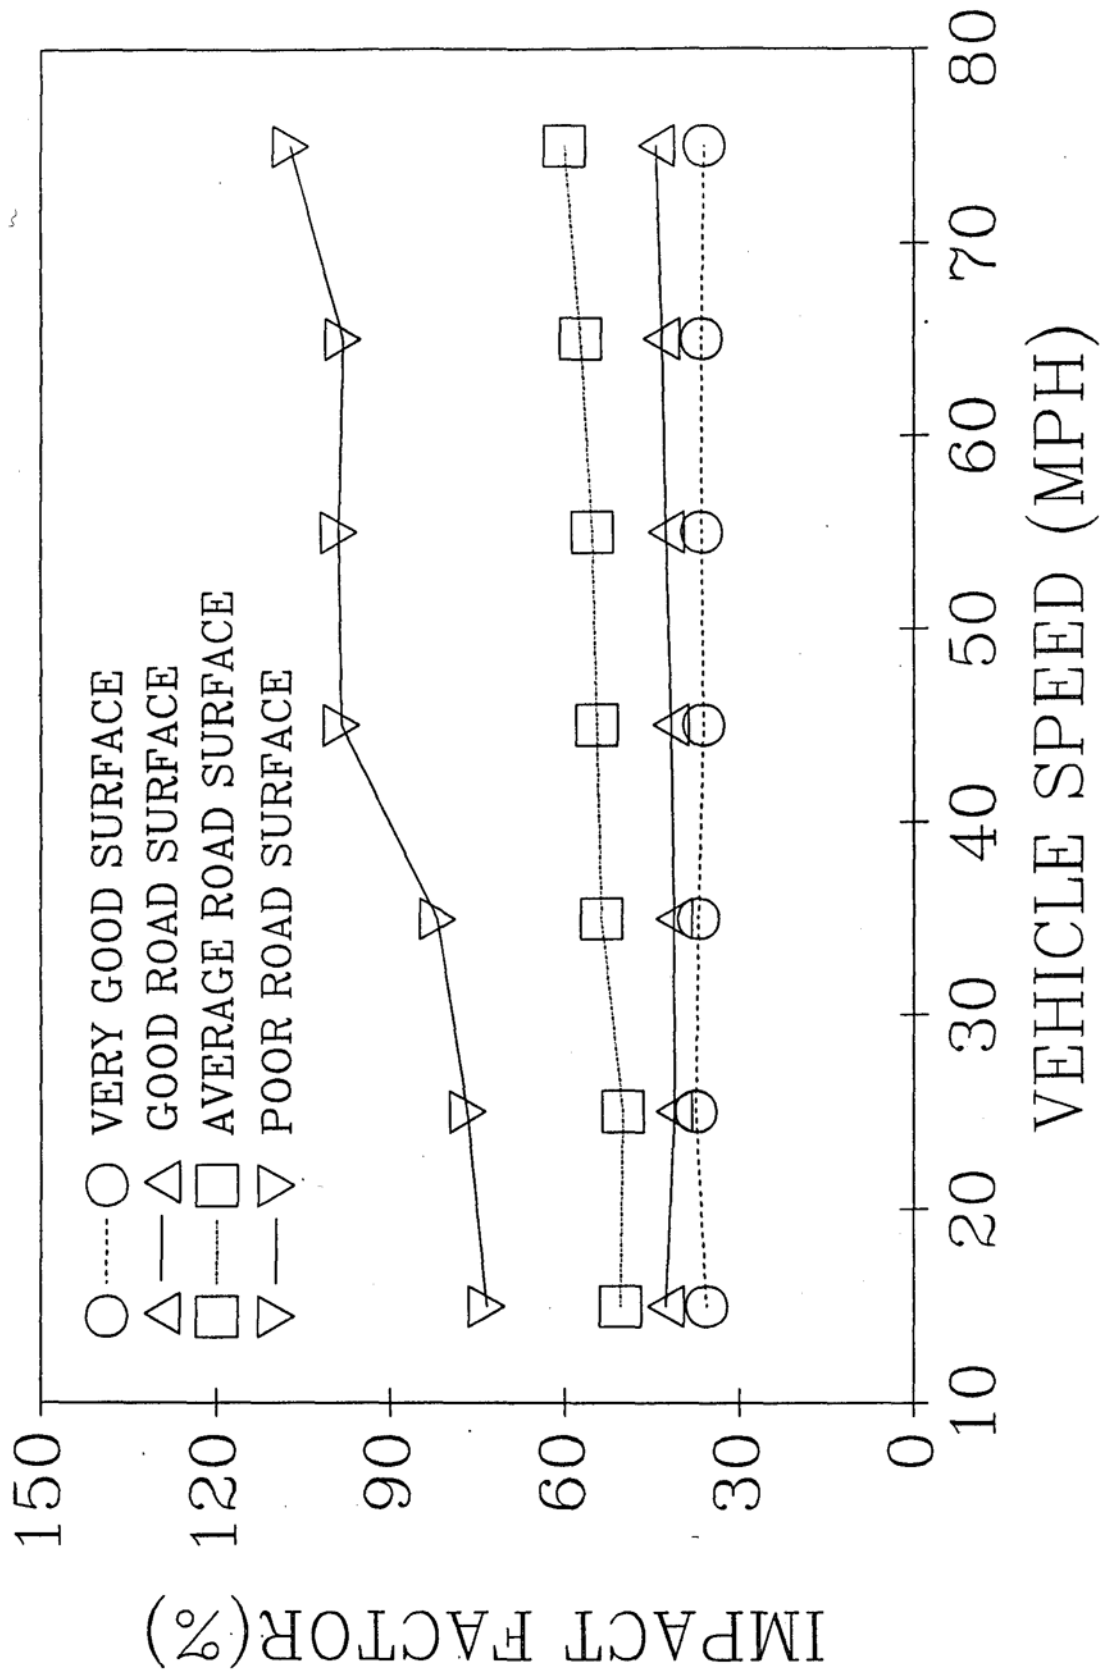 IMPACT FACTOR(%)
150
120
90
60
30
0
VERY GOOD SURFACE
GOOD ROAD SURFACE
AVERAGE ROAD SURFACE
POOR ROAD SURFACE
10 20 30 40 50 60 70 80
VEHICLE SPEED (MPH)